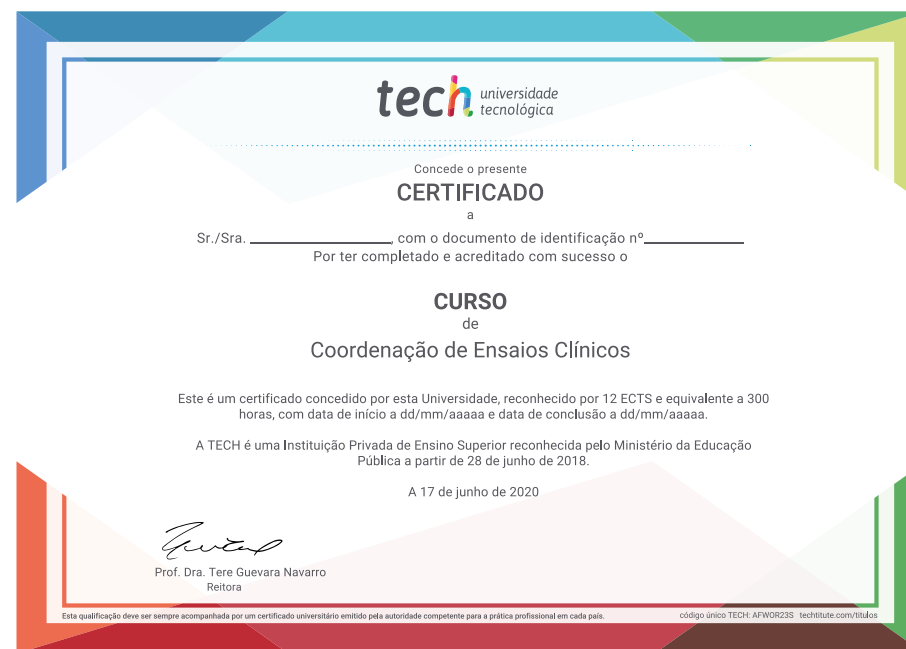 tech universidade
tecnológica
Concede o presente
CERTIFICADO
a
Sr./Sra. ________________, com o documento de identificação nº____________
Por ter completado e acreditado com sucesso o
CURSO
de
Coordenação de Ensaios Clínicos
Este é um certificado concedido por esta Universidade, reconhecido por 12 ECTS e equivalente a 300
horas, com data de início a dd/mm/aaaaa e data de conclusão a dd/mm/aaaaa.
A TECH é uma Instituição Privada de Ensino Superior reconhecida pelo Ministério da Educação
Pública a partir de 28 de junho de 2018.
A 17 de junho de 2020
Prof. Dra. Tere Guevara Navarro
Reitora
Esta qualificação deve ser sempre acompanhada por um certificado universitário emitido pela autoridade competente para a prática profissional em cada país.
código único TECH: AFWOR23S techtitute.com/titulos